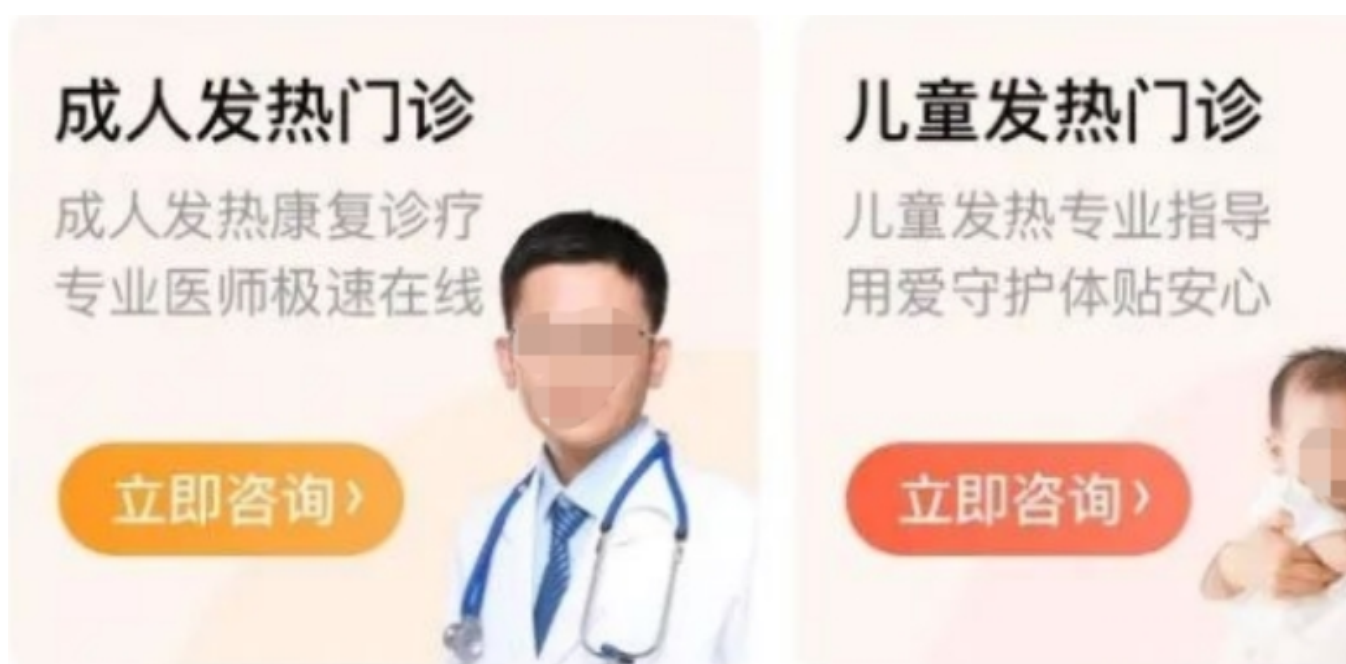 成人发热门诊
成人发热康复诊疗
专业医师极速在线
立即咨询›
儿童发热门诊
儿童发热专业指导
用爱守护体贴安心
立即咨询›